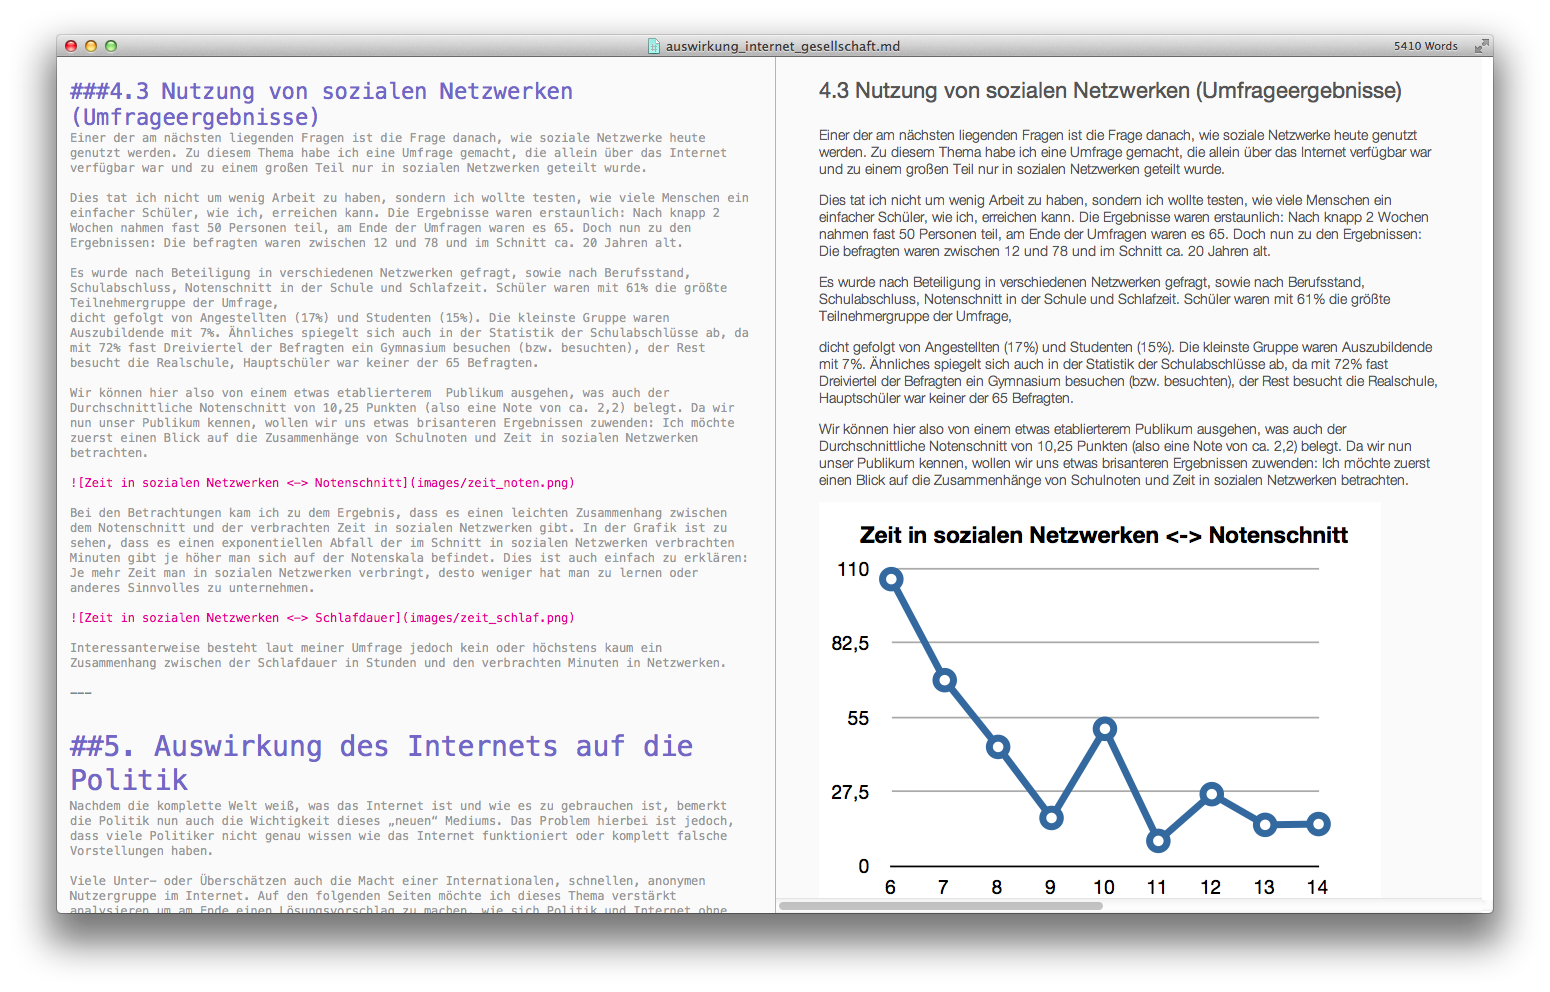 auswirkung_internet_gesellschaft.md
5410 Words
###4.3 Nutzung von sozialen Netzwerken
(Umfrageergebnisse)
Einer der am nächsten liegenden Fragen ist die Frage danach, wie soziale Netzwerke heute
genutzt werden. Zu diesem Thema habe ich eine Umfrage gemacht, die allein über das Internet
verfügbar war und zu einem großen Teil nur in sozialen Netzwerken geteilt wurde.
Dies tat ich nicht um wenig Arbeit zu haben, sondern ich wollte testen, wie viele Menschen ein
einfacher Schüler, wie ich, erreichen kann. Die Ergebnisse waren erstaunlich: Nach knapp 2
Wochen nahmen fast 50 Personen teil, am Ende der Umfragen waren es 65. Doch nun zu den
Ergebnissen: Die befragten waren zwischen 12 und 78 und im Schnitt ca. 20 Jahren alt.
Es wurde nach Beteiligung in verschiedenen Netzwerken gefragt, sowie nach Berufsstand,
Schulabschluss, Notenschnitt in der Schule und Schlafzeit. Schüler waren mit 61% die größte
Teilnehmergruppe der Umfrage,
dicht gefolgt von Angestellten (17%) und Studenten (15%). Die kleinste Gruppe waren
Auszubildende mit 7%. Ähnliches spiegelt sich auch in der Statistik der Schulabschlüsse ab, da
mit 72% fast Dreiviertel der Befragten ein Gymnasium besuchen (bzw. besuchten), der Rest
besucht die Realschule, Hauptschüler war keiner der 65 Befragten.
Wir können hier also von einem etwas etablierterem  Publikum ausgehen, was auch der
Durchschnittliche Notenschnitt von 10,25 Punkten (also eine Note von ca. 2,2) belegt. Da wir
nun unser Publikum kennen, wollen wir uns etwas brisanteren Ergebnissen zuwenden: Ich möchte
zuerst einen Blick auf die Zusammenhänge von Schulnoten und Zeit in sozialen Netzwerken
betrachten.
![Zeit in sozialen Netzwerken <-> Notenschnitt](images/zeit_noten.png)
Bei den Betrachtungen kam ich zu dem Ergebnis, dass es einen leichten Zusammenhang zwischen
dem Notenschnitt und der verbrachten Zeit in sozialen Netzwerken gibt. In der Grafik ist zu
sehen, dass es einen exponentiellen Abfall der im Schnitt in sozialen Netzwerken verbrachten
Minuten gibt je höher man sich auf der Notenskala befindet. Dies ist auch einfach zu erklären:
Je mehr Zeit man in sozialen Netzwerken verbringt, desto weniger hat man zu lernen oder
anderes Sinnvolles zu unternehmen.
![Zeit in sozialen Netzwerken <-> Schlafdauer](images/zeit_schlaf.png)
Interessanterweise besteht laut meiner Umfrage jedoch kein oder höchstens kaum ein
Zusammenhang zwischen der Schlafdauer in Stunden und den verbrachten Minuten in Netzwerken.
---
##5. Auswirkung des Internets auf die
Politik
Nachdem die komplette Welt weiß, was das Internet ist und wie es zu gebrauchen ist, bemerkt
die Politik nun auch die Wichtigkeit dieses „neuen“ Mediums. Das Problem hierbei ist jedoch,
dass viele Politiker nicht genau wissen wie das Internet funktioniert oder komplett falsche
Vorstellungen haben.
Viele Unter- oder Überschätzen auch die Macht einer Internationalen, schnellen, anonymen
Nutzergruppe im Internet. Auf den folgenden Seiten möchte ich dieses Thema verstärkt
analysieren um am Ende einen Lösungsvorschlag zu machen, wie sich Politik und Internet ohne
4.3 Nutzung von sozialen Netzwerken (Umfrageergebnisse)
Einer der am nächsten liegenden Fragen ist die Frage danach, wie soziale Netzwerke heute genutzt
werden. Zu diesem Thema habe ich eine Umfrage gemacht, die allein über das Internet verfügbar war
und zu einem großen Teil nur in sozialen Netzwerken geteilt wurde.
Dies tat ich nicht um wenig Arbeit zu haben, sondern ich wollte testen, wie viele Menschen ein
einfacher Schüler, wie ich, erreichen kann. Die Ergebnisse waren erstaunlich: Nach knapp 2 Wochen
nahmen fast 50 Personen teil, am Ende der Umfragen waren es 65. Doch nun zu den Ergebnissen:
Die befragten waren zwischen 12 und 78 und im Schnitt ca. 20 Jahren alt.
Es wurde nach Beteiligung in verschiedenen Netzwerken gefragt, sowie nach Berufsstand,
Schulabschluss, Notenschnitt in der Schule und Schlafzeit. Schüler waren mit 61% die größte
Teilnehmergruppe der Umfrage,
dicht gefolgt von Angestellten (17%) und Studenten (15%). Die kleinste Gruppe waren Auszubildende
mit 7%. Ähnliches spiegelt sich auch in der Statistik der Schulabschlüsse ab, da mit 72% fast
Dreiviertel der Befragten ein Gymnasium besuchen (bzw. besuchten), der Rest besucht die Realschule,
Hauptschüler war keiner der 65 Befragten.
Wir können hier also von einem etwas etablierterem Publikum ausgehen, was auch der
Durchschnittliche Notenschnitt von 10,25 Punkten (also eine Note von ca. 2,2) belegt. Da wir nun
unser Publikum kennen, wollen wir uns etwas brisanteren Ergebnissen zuwenden: Ich möchte zuerst
einen Blick auf die Zusammenhänge von Schulnoten und Zeit in sozialen Netzwerken betrachten.
Zeit in sozialen Netzwerken <-> Notenschnitt
110
82,5
55
27,5
0
6 7 8 9 10 11 12 13 14